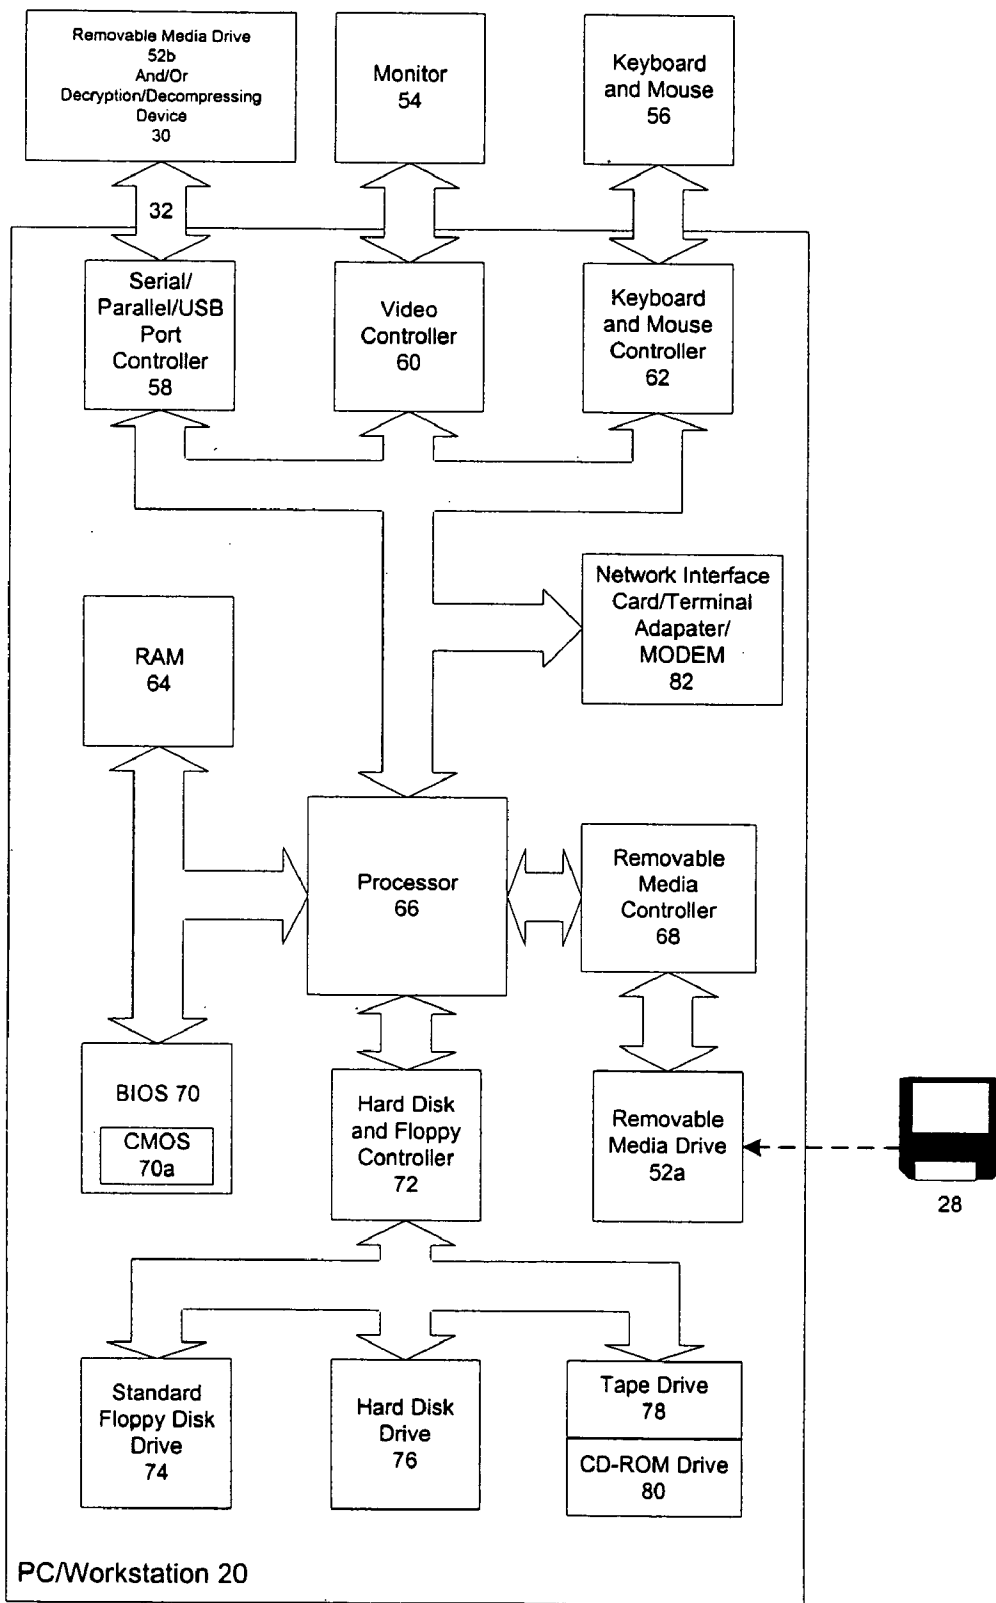 Removable Media Drive
52b
And/Or
Decryption/Decompressing
Device
30
Monitor
54
Keyboard
and Mouse
56
32
Serial/
Parallel/USB
Port
Controller
58
Video
Controller
60
Keyboard
and Mouse
Controller
62
Network Interface
Card/Terminal
Adapater/
MODEM
82
RAM
64
Processor
66
Removable
Media
Controller
68
BIOS 70
CMOS
70a
Hard Disk
and Floppy
Controller
72
Removable
Media Drive
52a
28
Standard
Floppy Disk
Drive
74
Hard Disk
Drive
76
Tape Drive
78
CD-ROM Drive
80
PC/Workstation 20